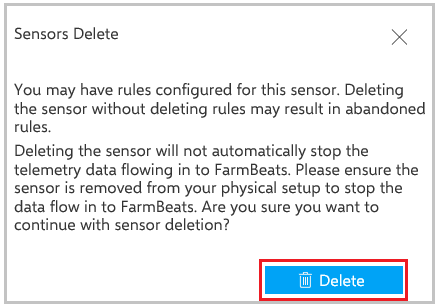 Sensors Delete
You may have rules configured for this sensor. Deleting
the sensor without deleting rules may result in abandoned
rules.
Deleting the sensor will not automatically stop the
telemetry data flowing in to FarmBeats. Please ensure the
sensor is removed from your physical setup to stop the
data flow in to FarmBeats. Are you sure you want to
continue with sensor deletion?
Delete